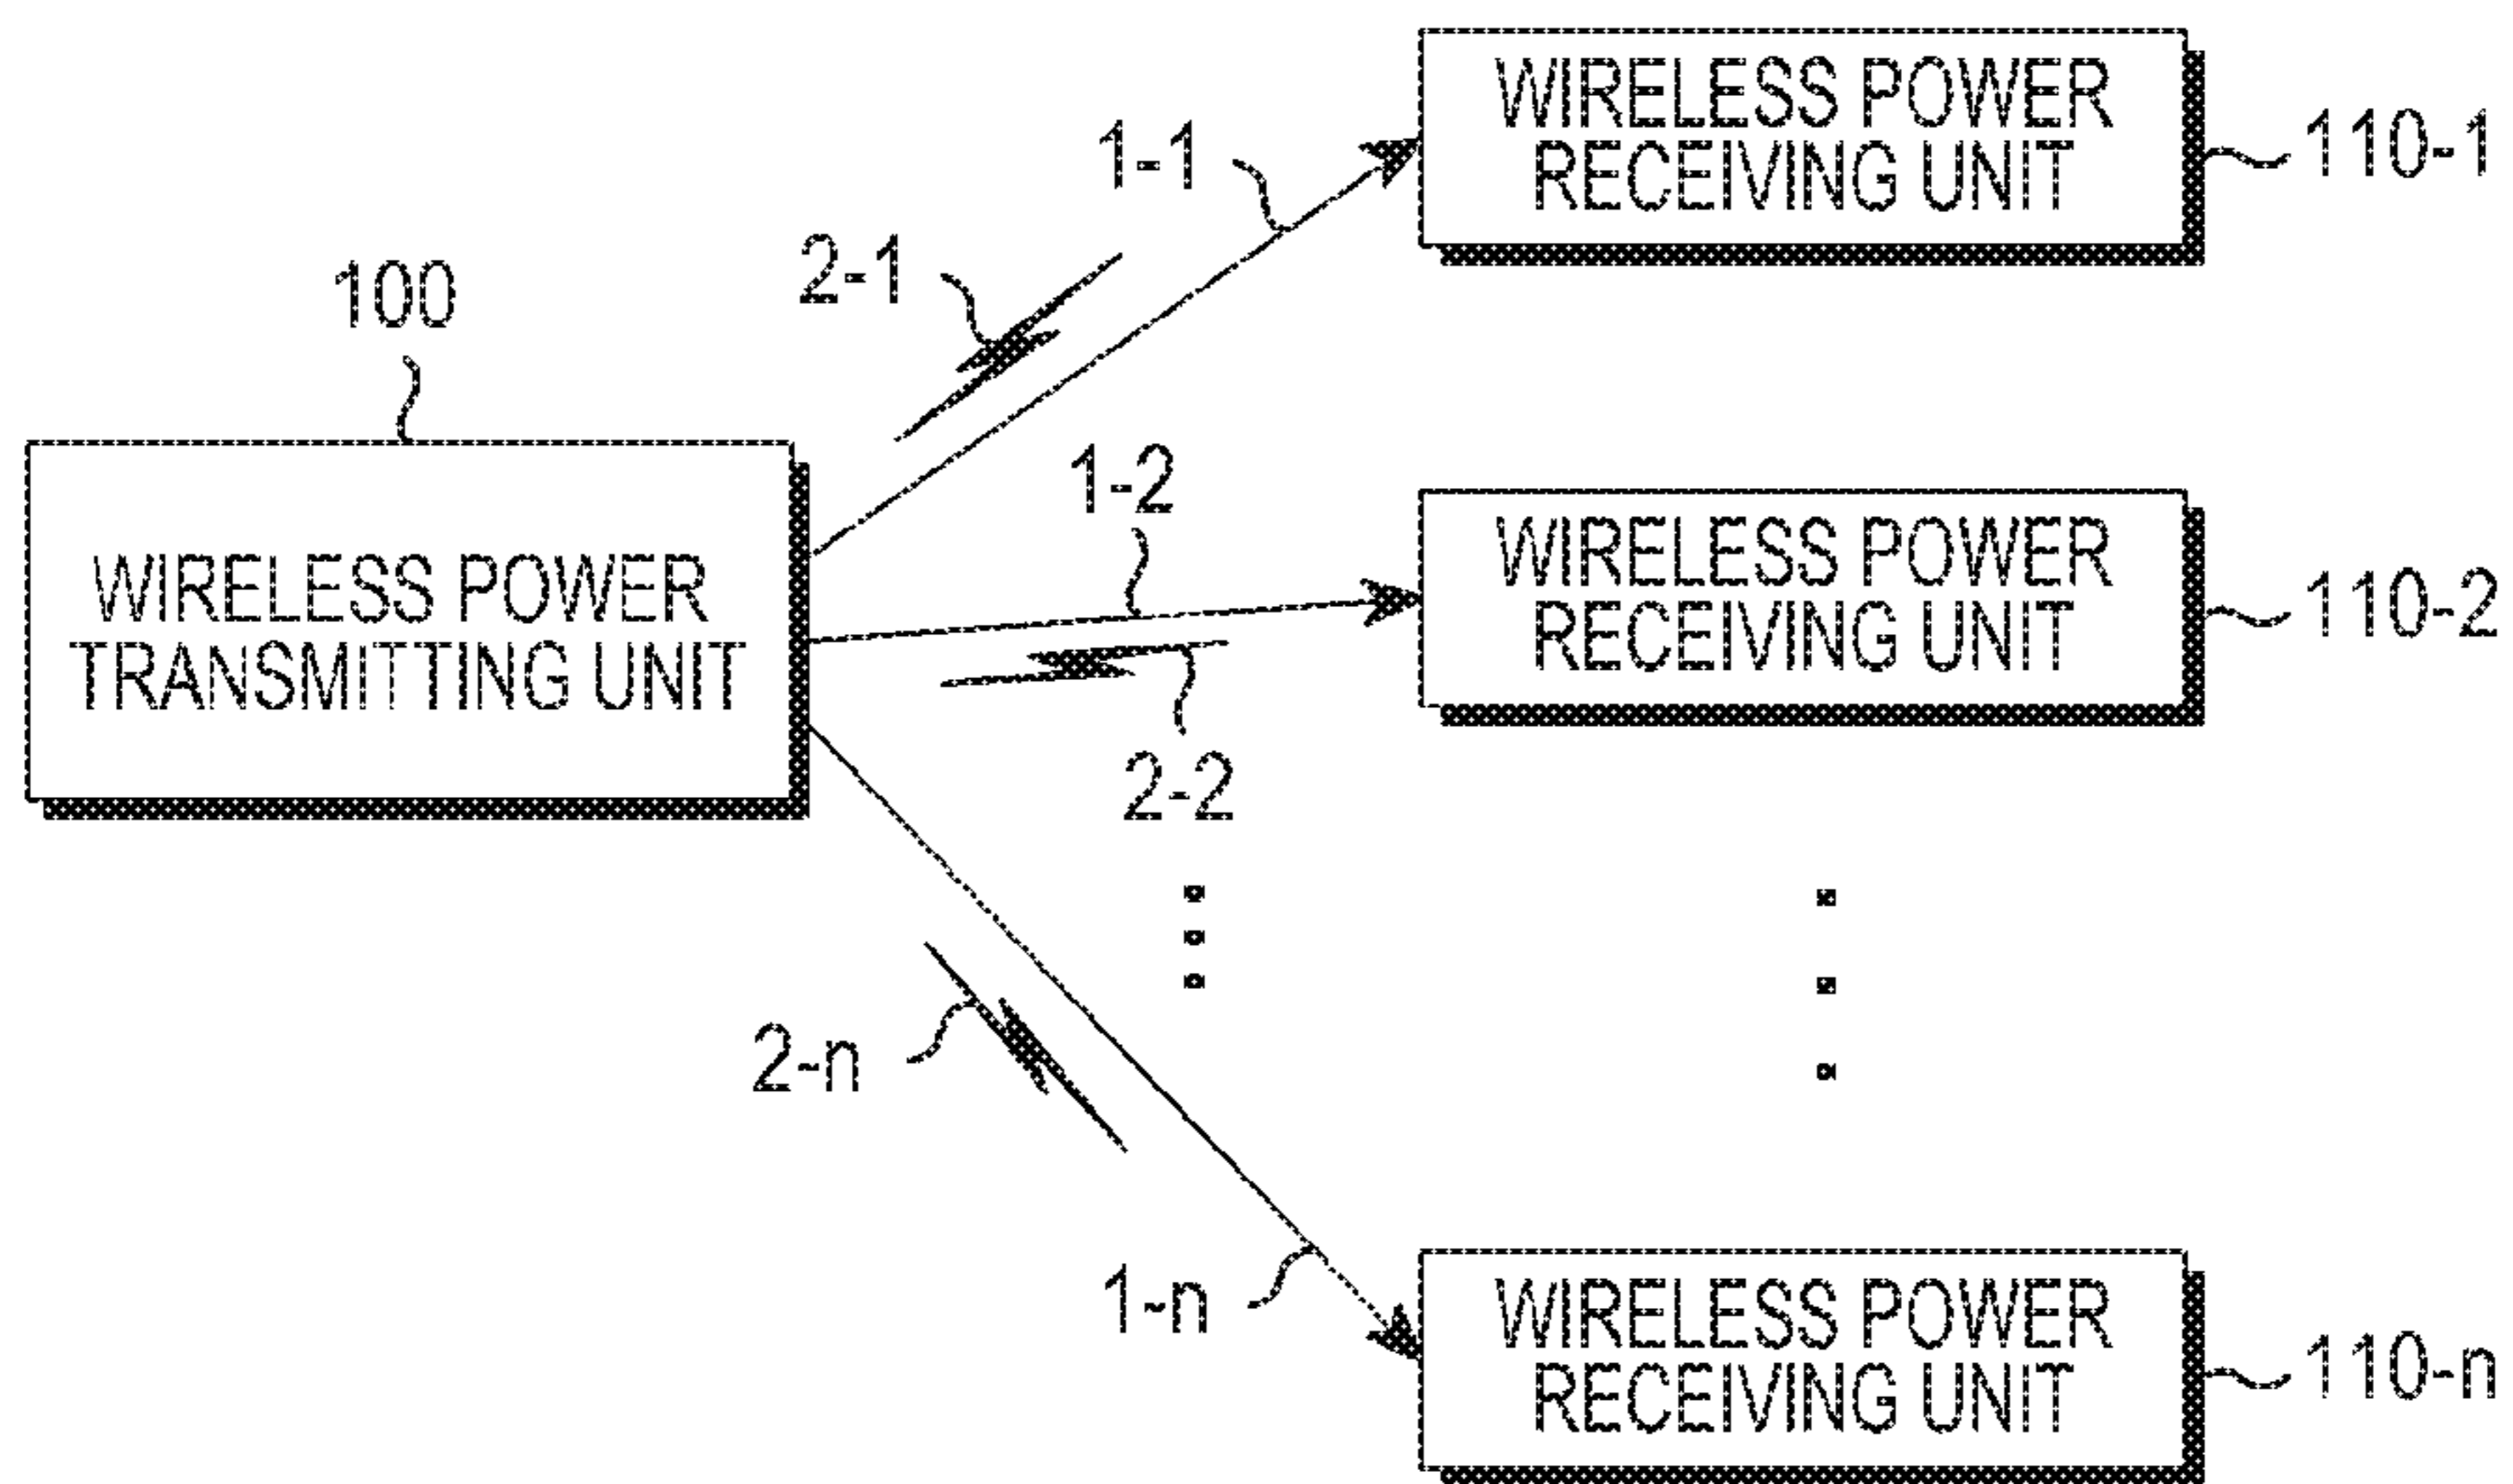 WIRELESS POWER
RECEIVING UNIT
110-1
1-1
2-1
100
WIRELESS POWER
TRANSMITTING UNIT
1-2
WIRELESS POWER
RECEIVING UNIT
110-2
2-2
2-n
1-n
WIRELESS POWER
RECEIVING UNIT
110-n